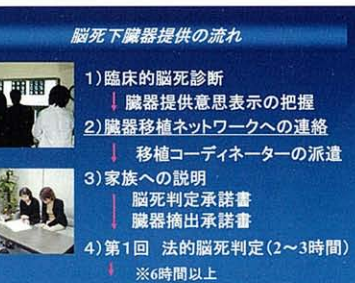 脳死下臓器提供の流れ
1)臨床的脳死診断
↓ 臓器提供意思表示の把握
2)臓器移植ネットワークへの連絡
↓ 移植コーディネーターの派遣
3)家族への説明
脳死判定承諾書
臓器摘出承諾書
4)第1回 法的脳死判定(2〜3時間)
↓ ※6時間以上